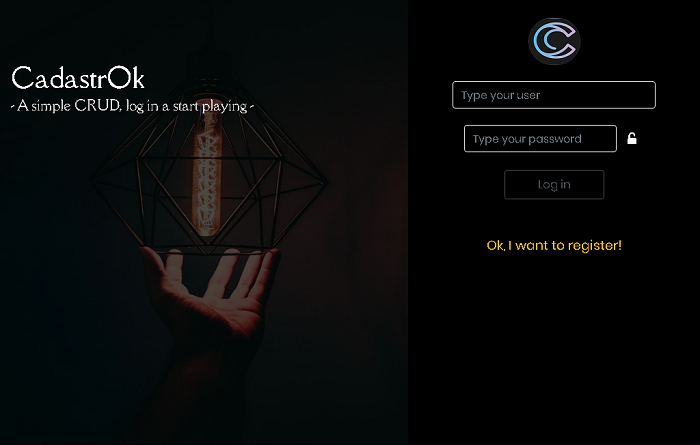 CadastrOk
- A simple CRUD, log in a start playing -
Type your user
Type your password
Log in
Ok, I want to register!